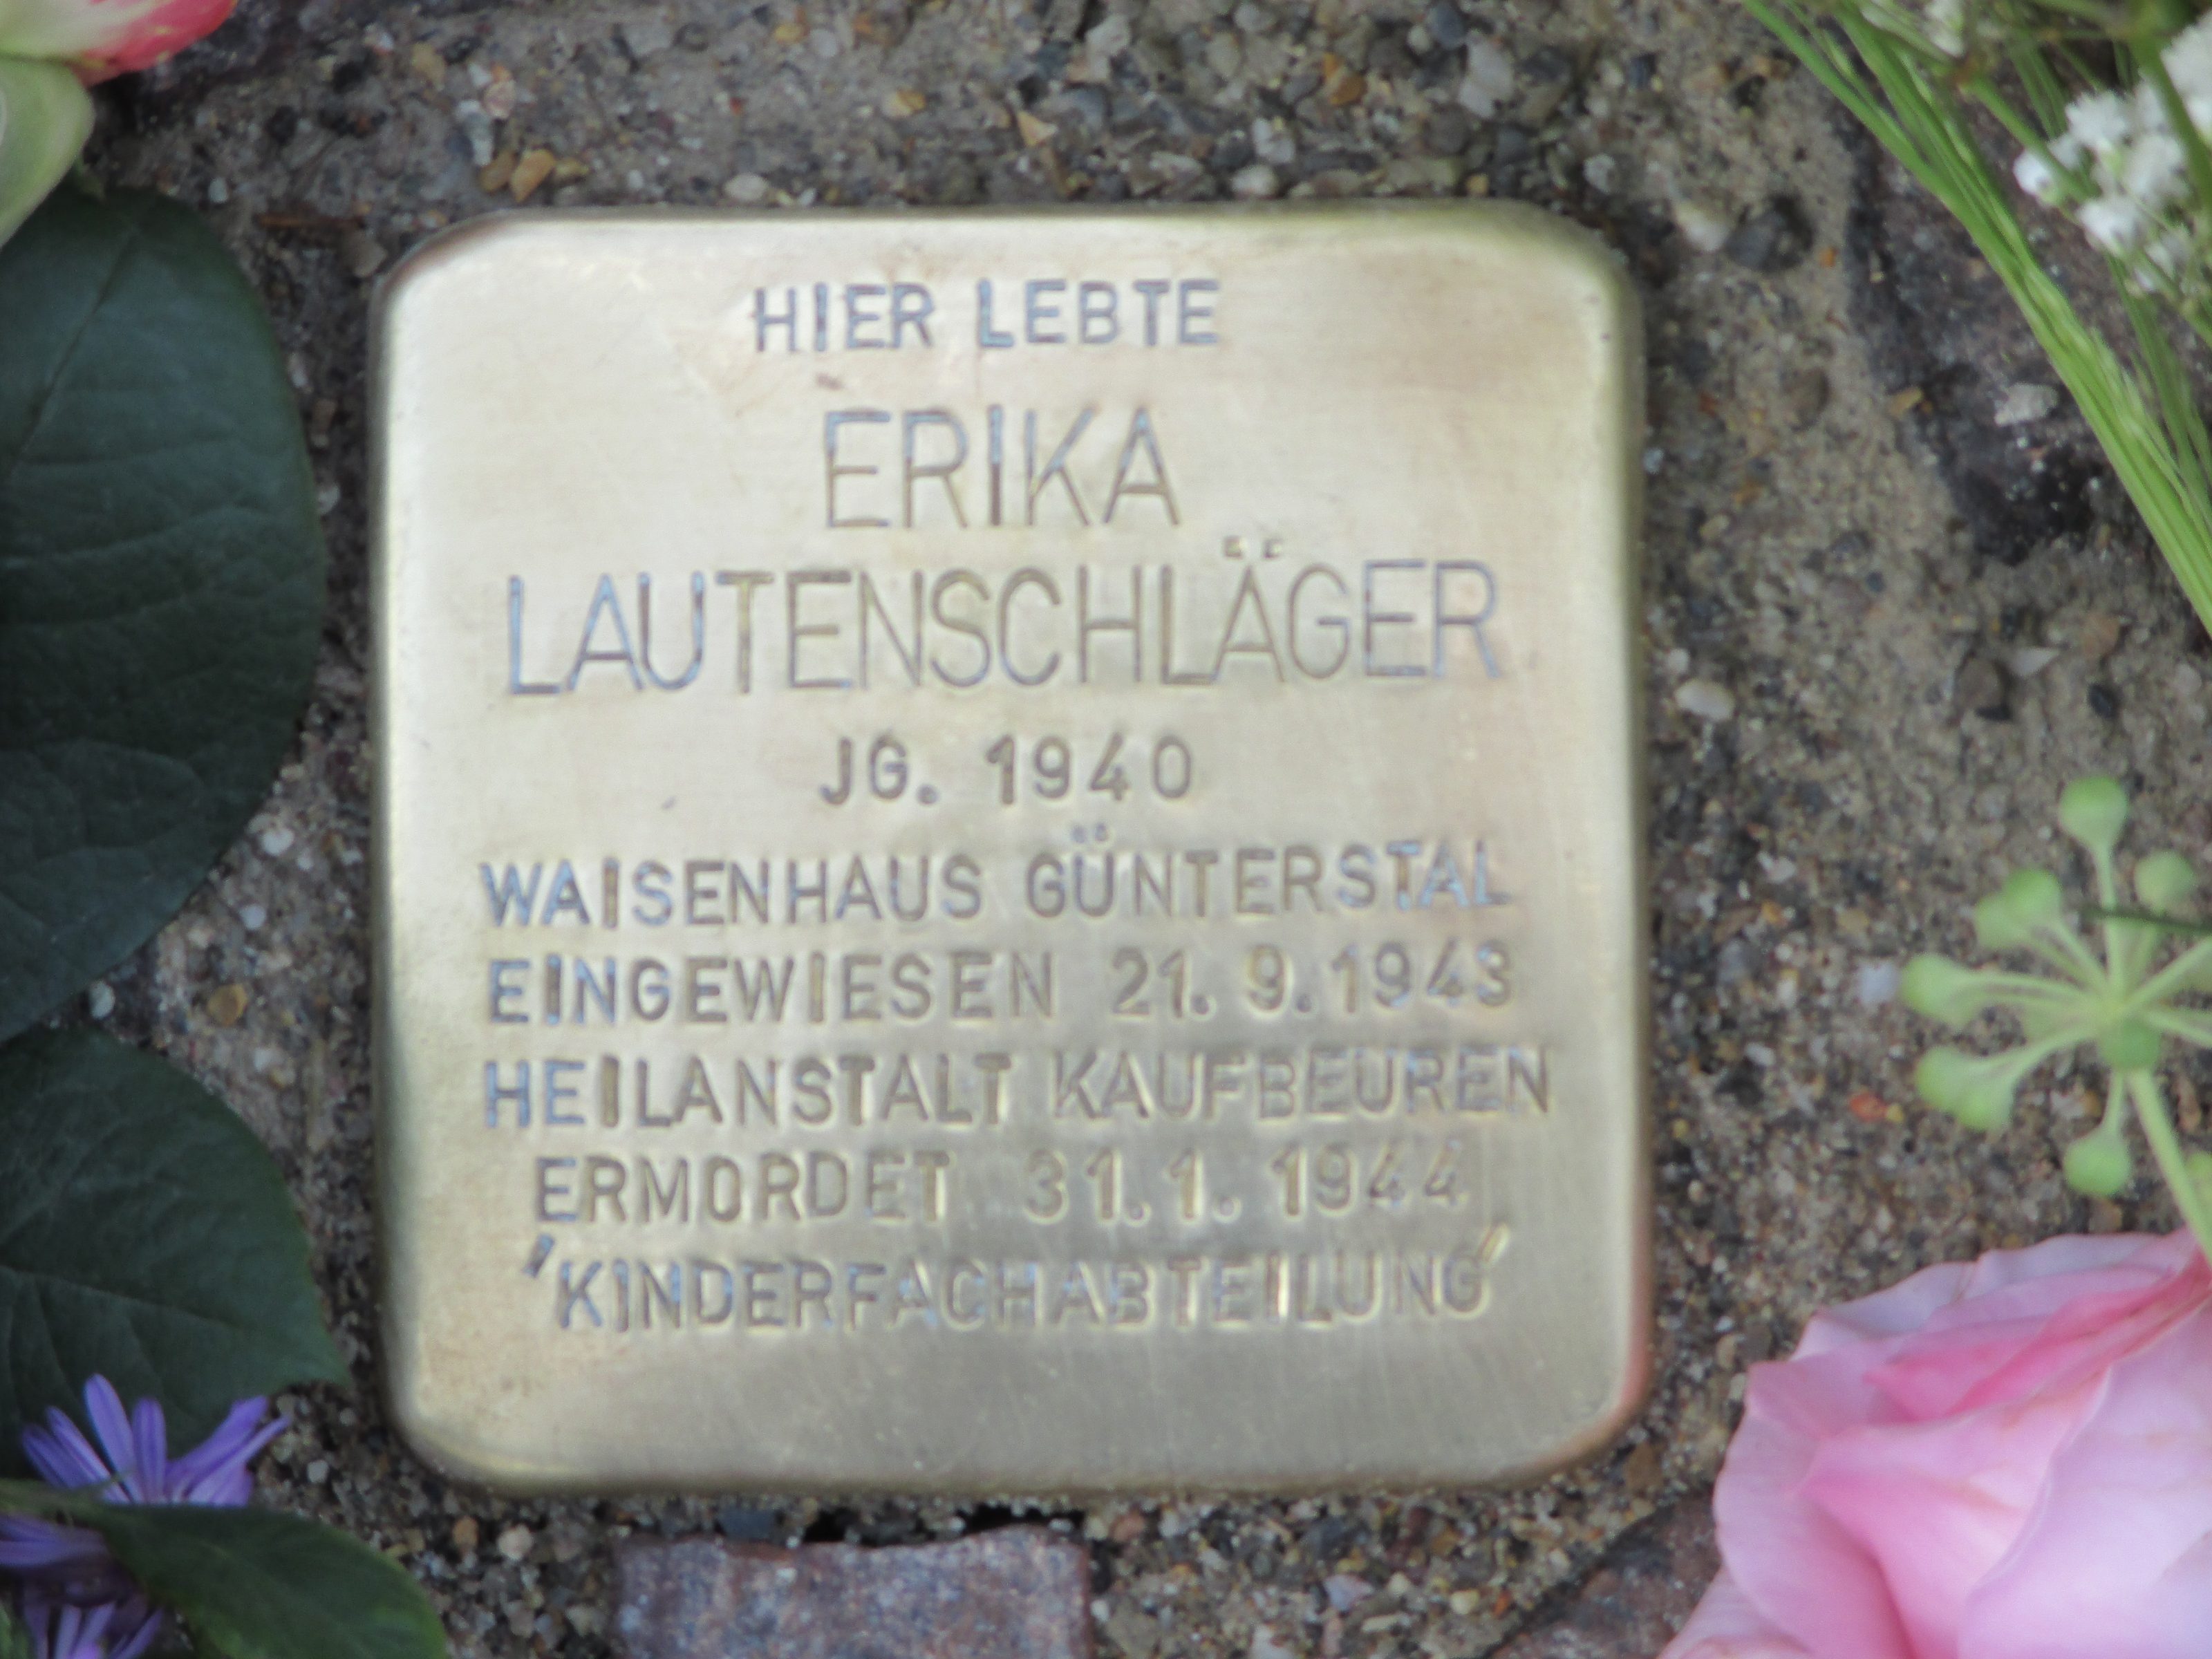 HIER LEBTE
ERIKA
LAUTENSCHLÄGER
JG. 1940
WAISENHAUS GÜNTERSTAL
EINGEWIESEN 21.9.1943
HEILANSTALT KAUFBEUREN
ERMORDET 31.1.1944
'KINDERFACHABTEILUNG'